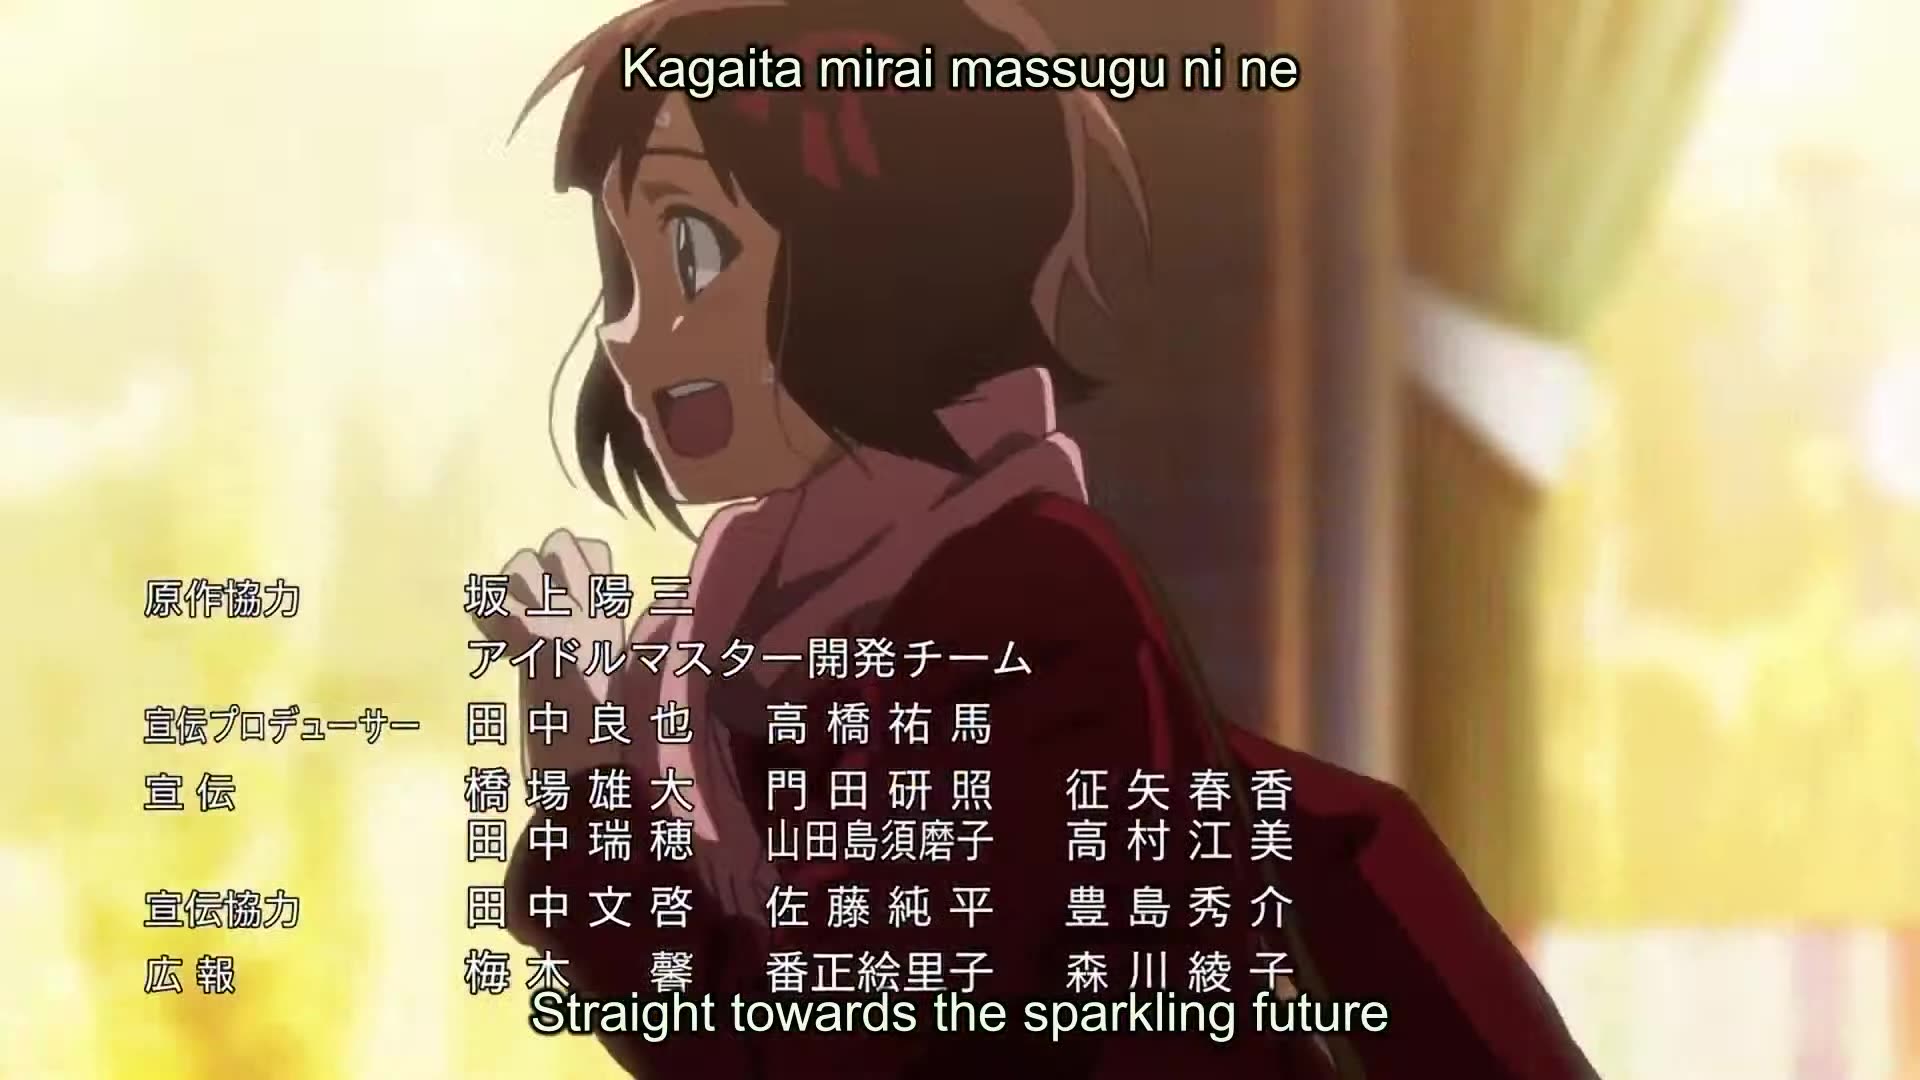 Kagaita mirai massugu ni ne
原作協力 坂上陽三
アイドルマスター開発チーム
宣伝プロデューサー 田中良也 高橋祐馬
宣伝 橋場雄大 門田研照 征矢春香
田中瑞穂 山田島須磨子 高村江美
宣伝協力 田中文啓 佐藤純平 豊島秀介
広報 梅木馨 番正絵里子 森川綾子
Straight towards the sparkling future